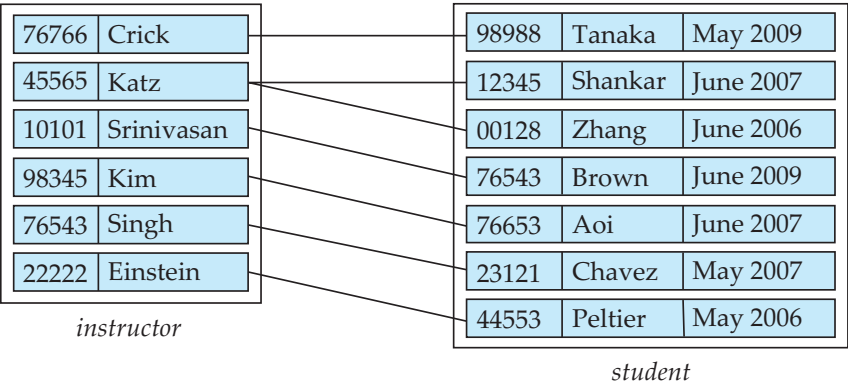 76766 Crick
45565 Katz
10101 Srinivasan
98345 Kim
76543 Singh
22222 Einstein
instructor
98988 Tanaka May 2009
12345 Shankar June 2007
00128 Zhang June 2006
76543 Brown June 2009
76653 Aoi June 2007
23121 Chavez May 2007
44553 Peltier May 2006
student